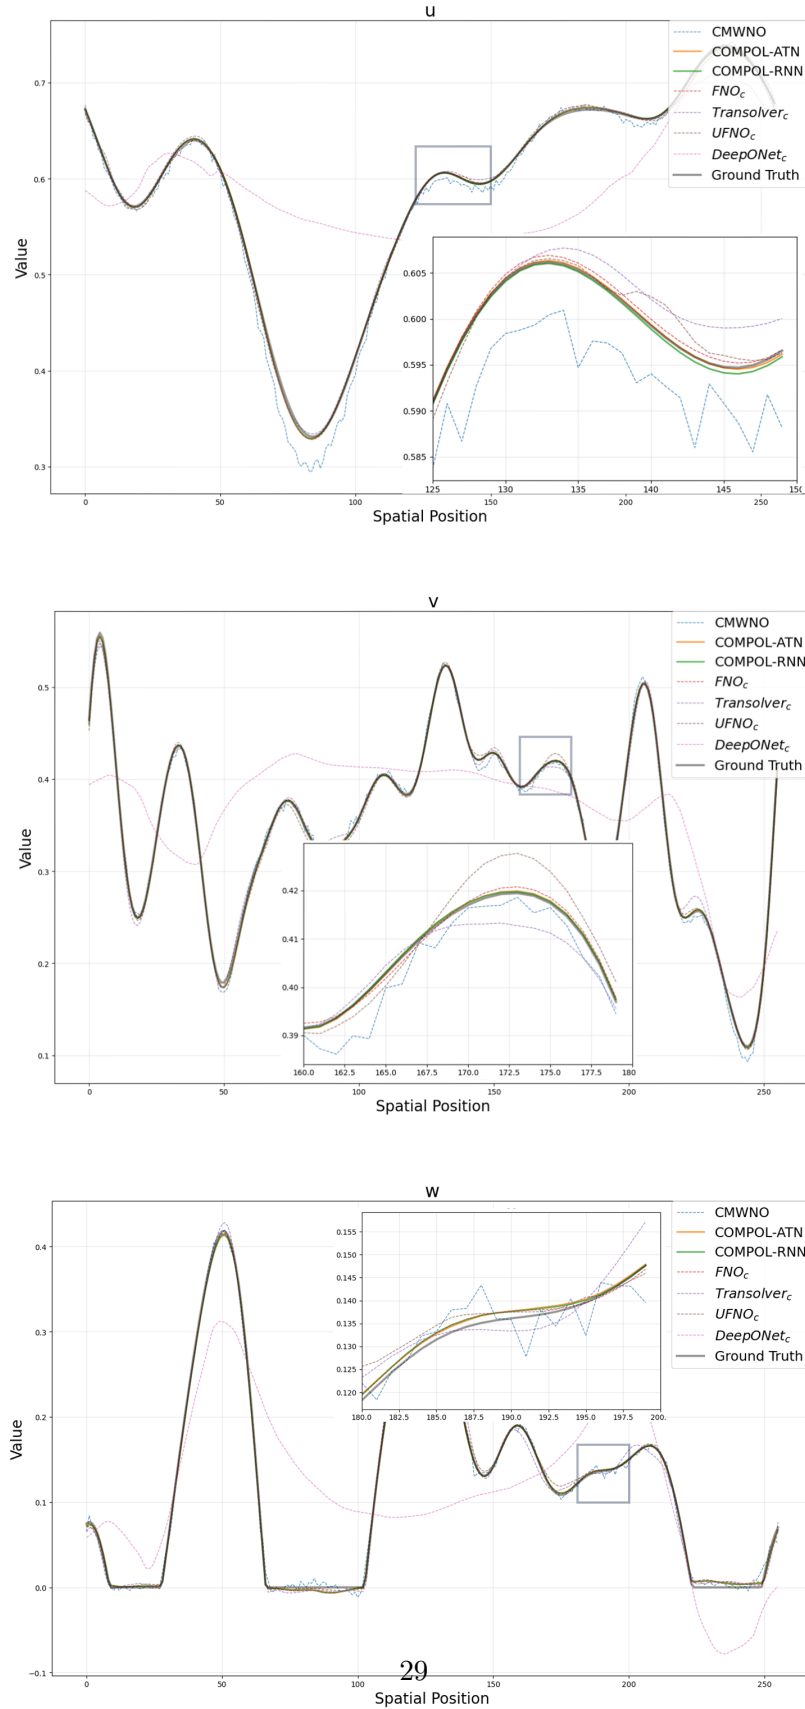 u
CMWNO
COMPOL-ATN
COMPOL-RNN
FNO_c
Transolver_c
UFNO_c
DeepONet_c
Ground Truth
Value
0.7
0.6
0.5
0.4
0.3
0.605
0.600
0.595
0.590
0.585
125 130 135 140 145 150
0 50 100 150 200 250
Spatial Position
v
CMWNO
COMPOL-ATN
COMPOL-RNN
FNO_c
Transolver_c
UFNO_c
DeepONet_c
Ground Truth
Value
0.5
0.4
0.3
0.2
0.1
0.42
0.41
0.40
0.39
160.0 162.5 165.0 167.5 170.0 172.5 175.0 177.5 180
0 50 100 150 200 250
Spatial Position
w
CMWNO
COMPOL-ATN
COMPOL-RNN
FNO_c
Transolver_c
UFNO_c
DeepONet_c
Ground Truth
Value
0.4
0.3
0.2
0.1
0.0
−0.1
0.155
0.150
0.145
0.140
0.135
0.130
0.125
0.120
180.0 182.5 185.0 187.5 190.0 192.5 195.0 197.5 200.
0 50 100 150 200 250
Spatial Position
29